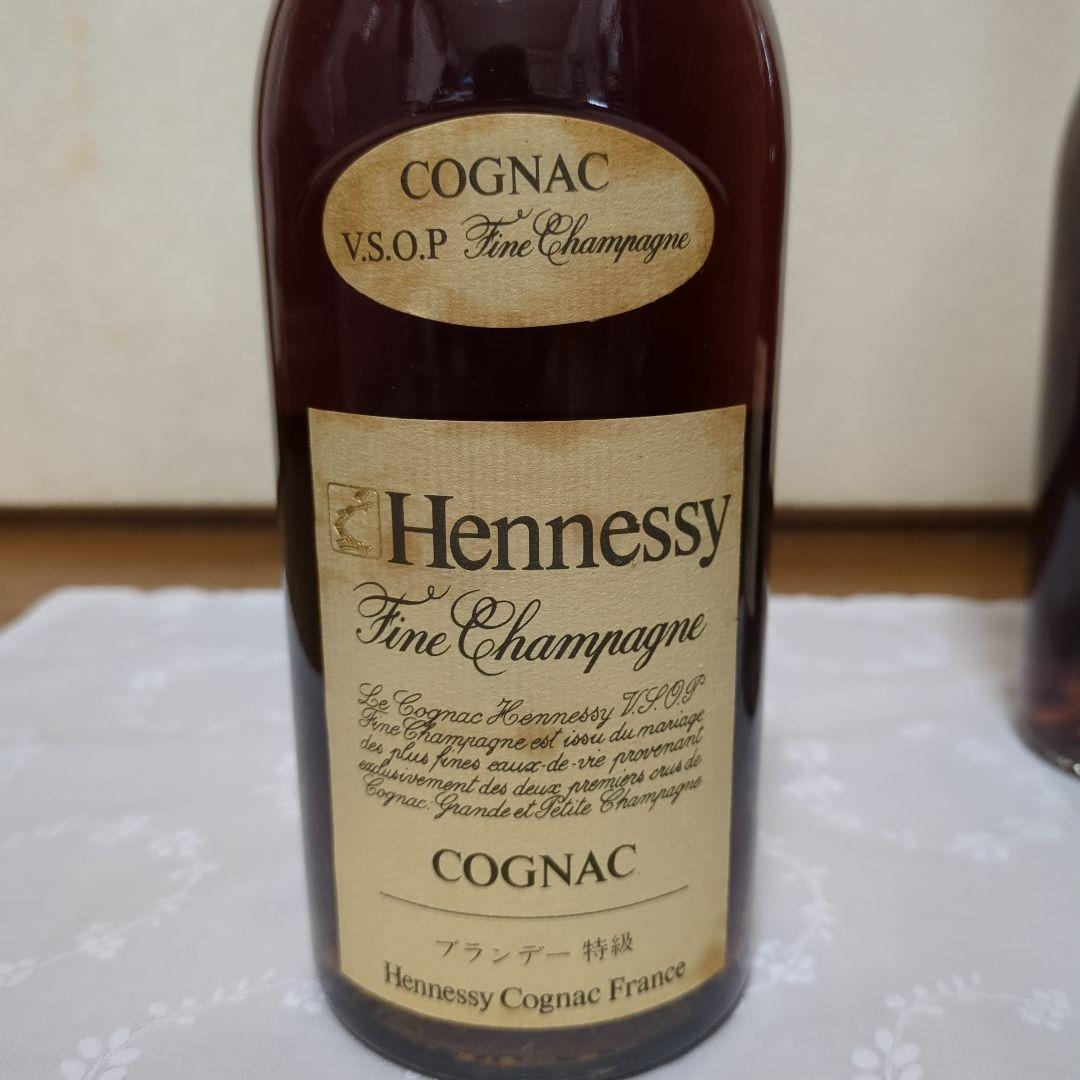 COGNAC
V.S.O.P Fine Champagne
Hennessy
Fine Champagne
Le Cognac Hennessy V.S.O.P
Fine Champagne est issu du mariage
des plus fines eaux-de-vie provenant
exclusivement des deux premiers crus de
Cognac: Grande et Petite Champagne
COGNAC
ブランデー 特級
Hennessy Cognac France